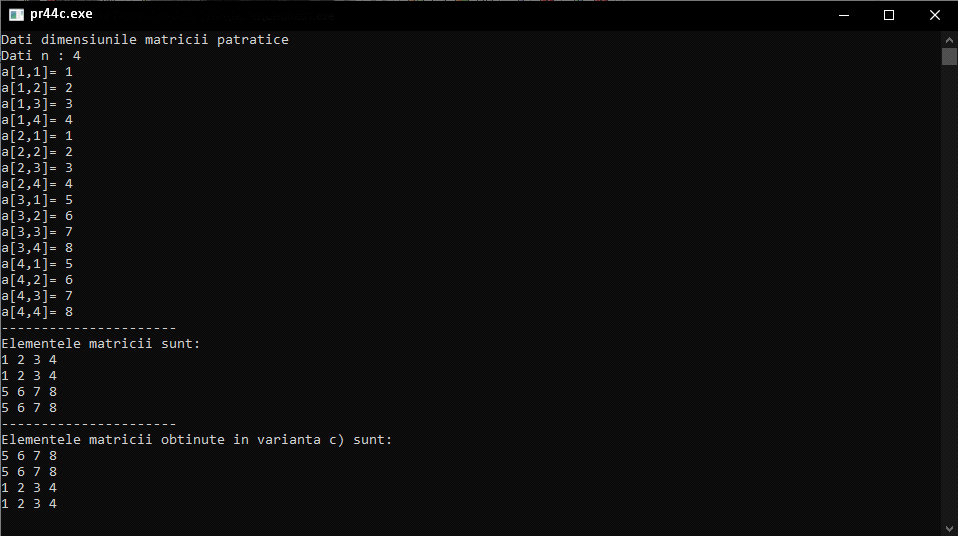 pr44c.exe
Dati dimensiunile matricii patratice
Dati n : 4
a[1,1]= 1
a[1,2]= 2
a[1,3]= 3
a[1,4]= 4
a[2,1]= 1
a[2,2]= 2
a[2,3]= 3
a[2,4]= 4
a[3,1]= 5
a[3,2]= 6
a[3,3]= 7
a[3,4]= 8
a[4,1]= 5
a[4,2]= 6
a[4,3]= 7
a[4,4]= 8
----------------------
Elementele matricii sunt:
1 2 3 4
1 2 3 4
5 6 7 8
5 6 7 8
----------------------
Elementele matricii obtinute in varianta c) sunt:
5 6 7 8
5 6 7 8
1 2 3 4
1 2 3 4